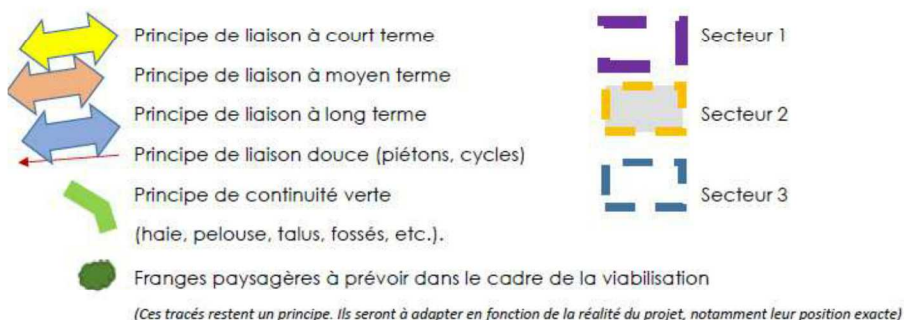 Principe de liaison à court terme
Principe de liaison à moyen terme
Principe de liaison à long terme
Principe de liaison douce (piétons, cycles)
Principe de continuité verte
(haie, pelouse, talus, fossés, etc.).
Franges paysagères à prévoir dans le cadre de la viabilisation
(Ces tracés restent un principe. Ils seront à adapter en fonction de la réalité du projet, notamment leur position exacte)
Secteur 1
Secteur 2
Secteur 3